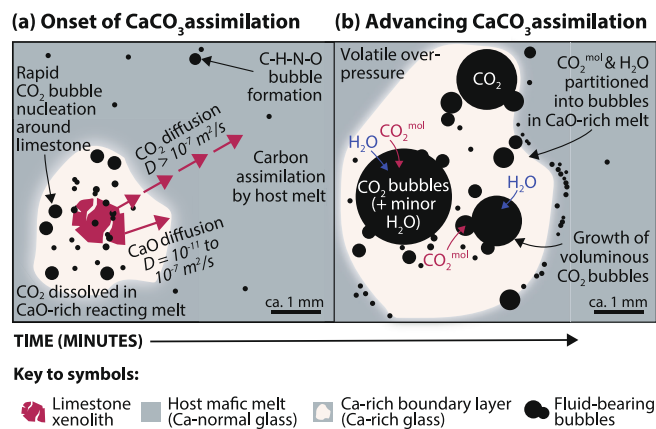 (a) Onset of CaCO3 assimilation
Rapid
CO2 bubble
nucleation
around
limestone
C-H-N-O
bubble
formation
CO2 diffusion
D > 10-7 m2/s
Carbon
assimilation
by host melt
CaO diffusion
D = 10-11 to
10-7 m2/s
CO2 dissolved in
CaO-rich reacting melt
ca. 1 mm
(b) Advancing CaCO3 assimilation
Volatile over-
pressure
CO2
CO2mol & H2O
partitioned
into bubbles
in CaO-rich melt
H2O
CO2mol
CO2 bubbles
(+ minor
H2O)
H2O
CO2mol
Growth of
voluminous
CO2 bubbles
ca. 1 mm
TIME (MINUTES)
Key to symbols:
Limestone
xenolith
Host mafic melt
(Ca-normal glass)
Ca-rich boundary layer
(Ca-rich glass)
Fluid-bearing
bubbles